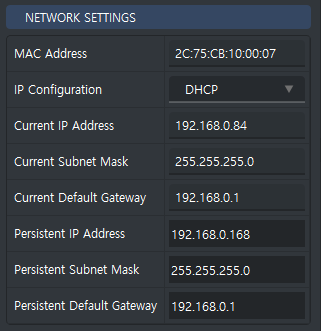 NETWORK SETTINGS
MAC Address 2C:75:CB:10:00:07
IP Configuration DHCP
Current IP Address 192.168.0.84
Current Subnet Mask 255.255.255.0
Current Default Gateway 192.168.0.1
Persistent IP Address 192.168.0.168
Persistent Subnet Mask 255.255.255.0
Persistent Default Gateway 192.168.0.1